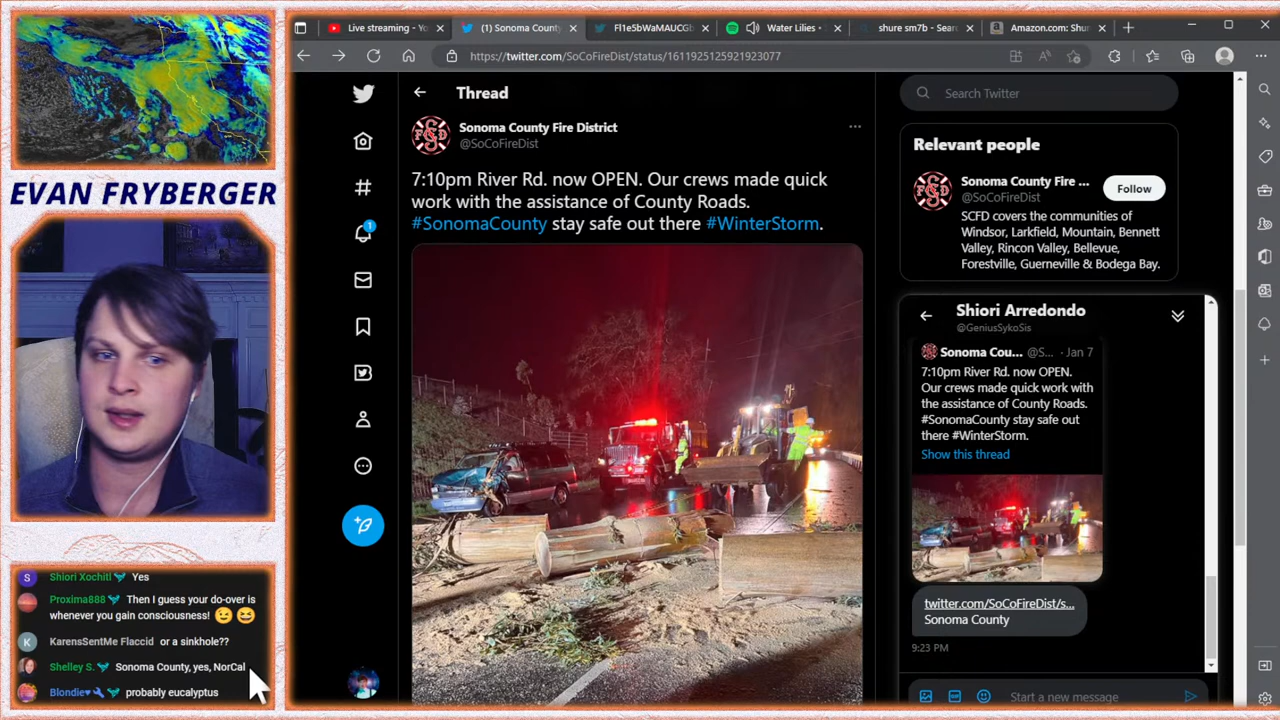 Live streaming - Yo
(1) Sonoma County
Fl1e5bWaMAUCGb
Water Lilies -
shure sm7b - Sear
Amazon.com: Shur
https://twitter.com/SoCoFireDist/status/1611925125921923077
EVAN FRYBERGER
Shiori Xochitl Yes
Proxima888 Then I guess your do-over is
whenever you gain consciousness!
KarensSentMe Flaccid or a sinkhole??
Shelley S. Sonoma County, yes, NorCal
Blondie probably eucalyptus
Thread
Sonoma County Fire District
@SoCoFireDist
7:10pm River Rd. now OPEN. Our crews made quick
work with the assistance of County Roads.
#SonomaCounty stay safe out there #WinterStorm.
1
Search Twitter
Relevant people
Sonoma County Fire ...
@SoCoFireDist
Follow
SCFD covers the communities of
Windsor, Larkfield, Mountain, Bennett
Valley, Rincon Valley, Bellevue,
Forestville, Guerneville & Bodega Bay.
Shiori Arredondo
@GeniusSykoSis
Sonoma Cou... @S... · Jan 7
7:10pm River Rd. now OPEN.
Our crews made quick work with
the assistance of County Roads.
#SonomaCounty stay safe out
there #WinterStorm.
Show this thread
twitter.com/SoCoFireDist/s...
Sonoma County
9:23 PM
GIF
Start a new message